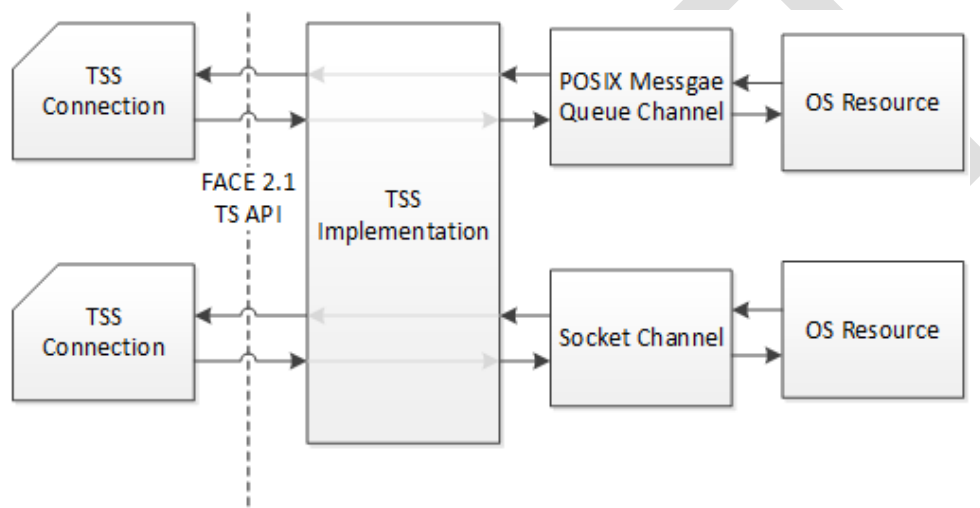 TSS
Connection
POSIX Messgae
Queue Channel
OS Resource
FACE 2.1
TS API
TSS
Implementation
TSS
Connection
Socket Channel
OS Resource